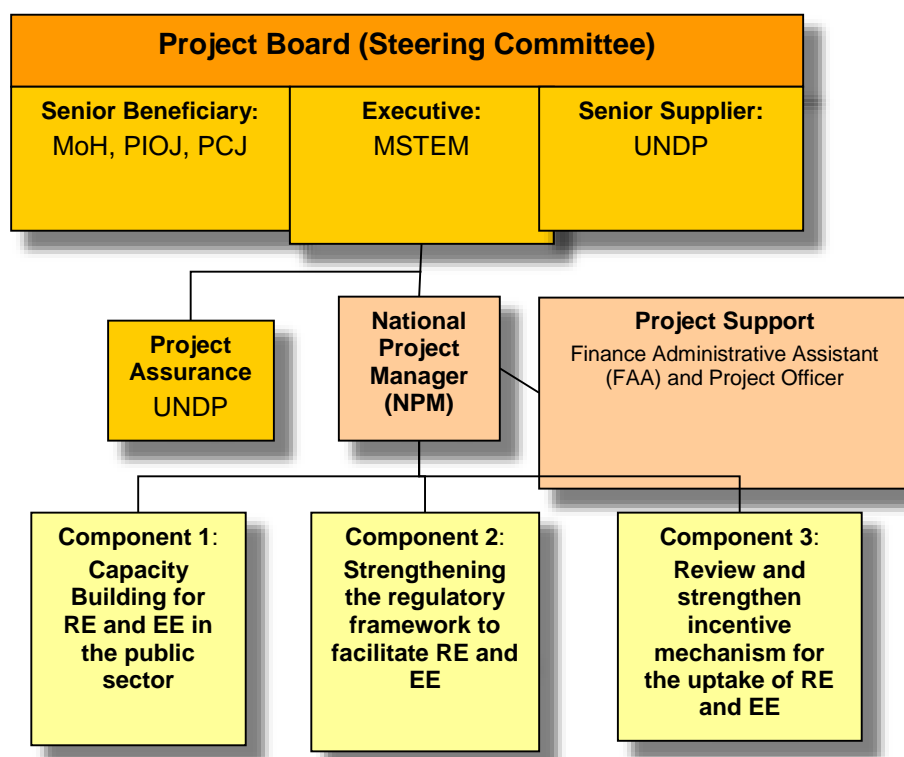 Project Board (Steering Committee)
Senior Beneficiary:
MoH, PIOJ, PCJ
Executive:
MSTEM
Senior Supplier:
UNDP
Project
Assurance
UNDP
National
Project
Manager
(NPM)
Project Support
Finance Administrative Assistant
(FAA) and Project Officer
Component 1:
Capacity
Building for
RE and EE in
the public
sector
Component 2:
Strengthening
the regulatory
framework to
facilitate RE and
EE
Component 3:
Review and
strengthen
incentive
mechanism for
the uptake of RE
and EE